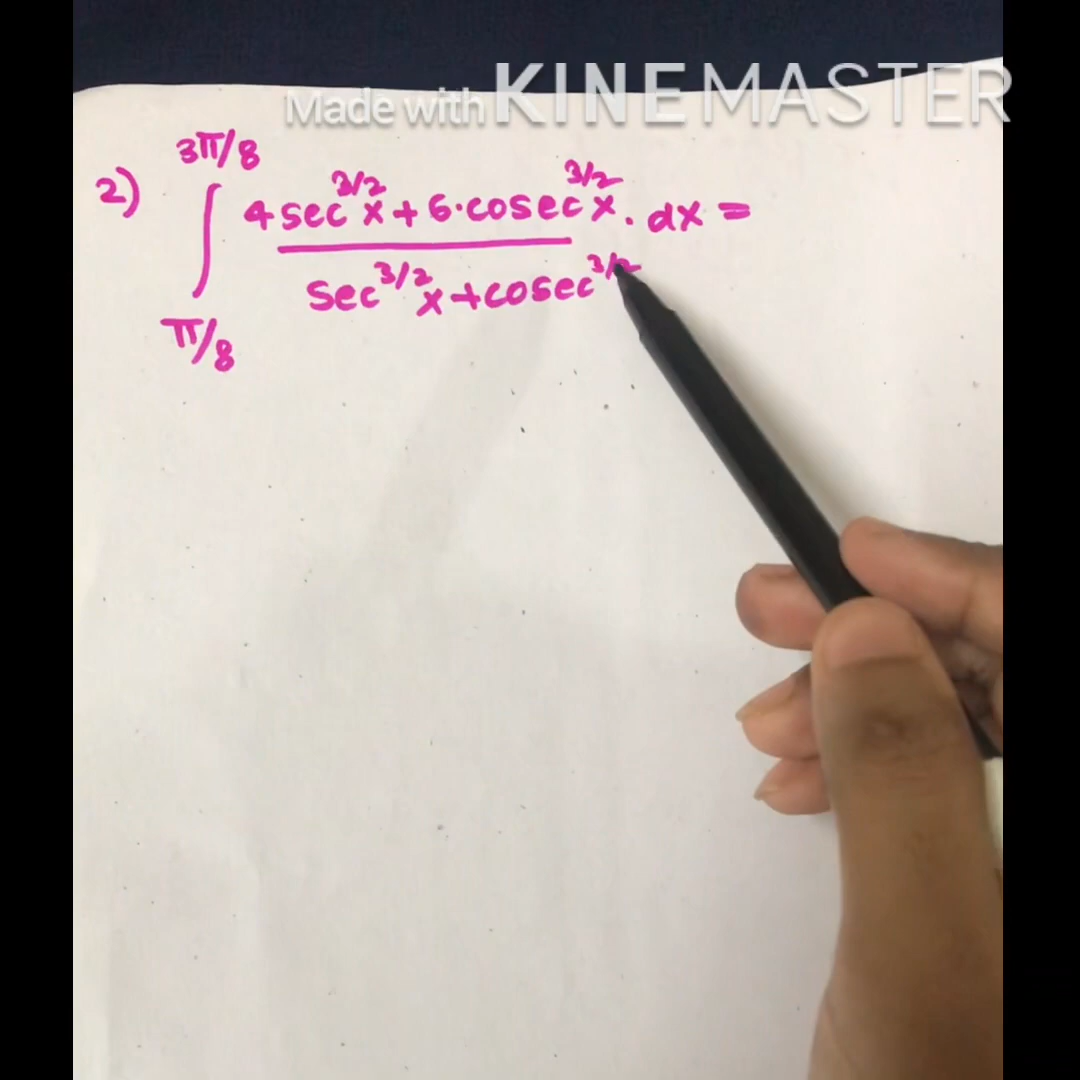 Made with KINEMASTER
3π/8
2) ∫ 4sec^3/2 x + 6·cosec^3/2 x. dx =
sec^3/2 x + cosec^3/2
π/8